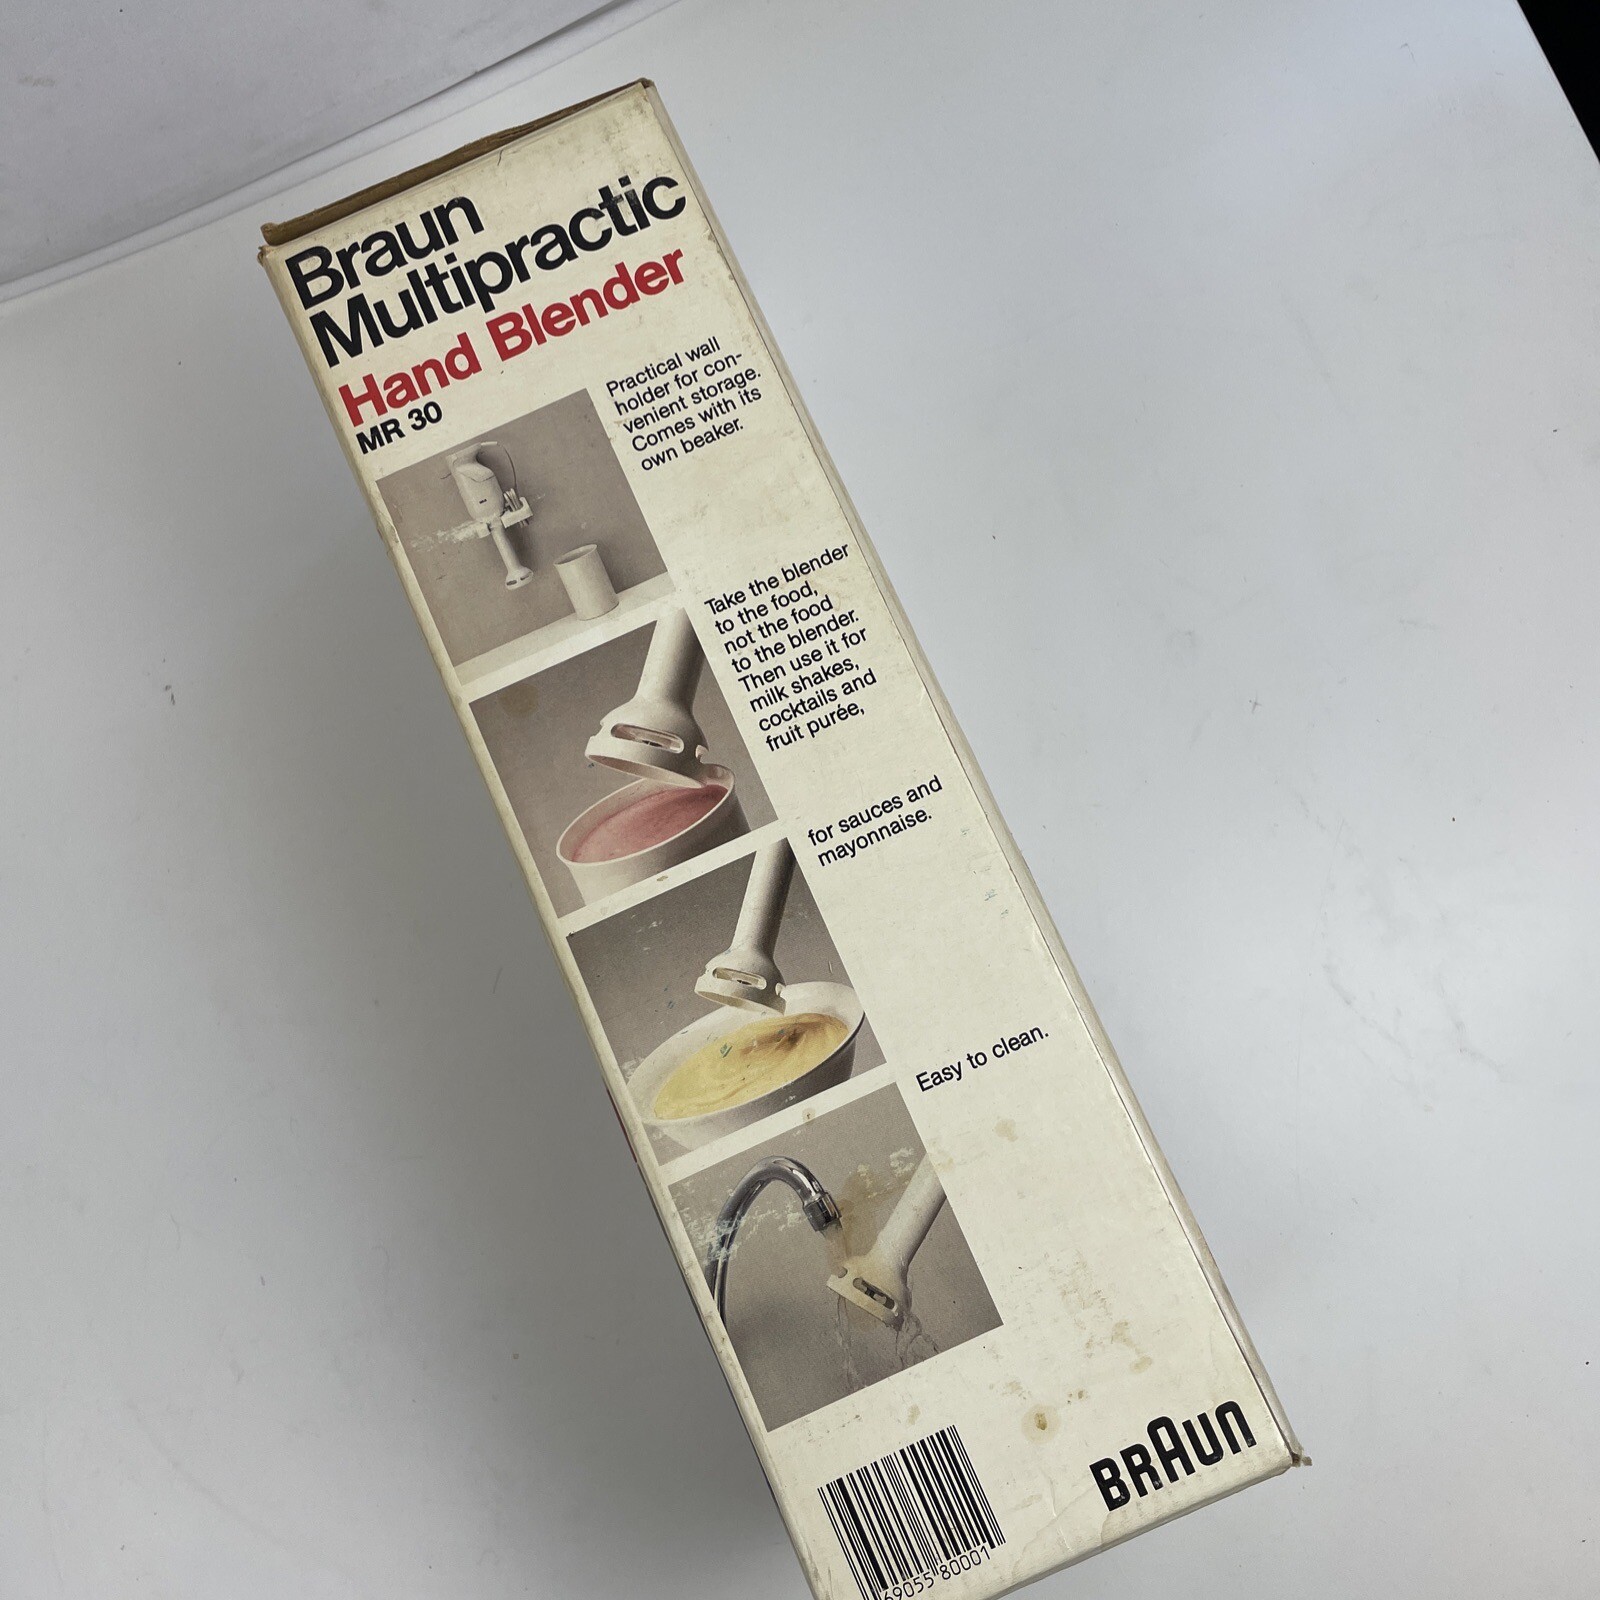 Braun
Multipractic
Hand Blender
MR 30
Practical wall
holder for con-
venient storage.
Comes with its
own beaker.
Take the blender
to the food,
not the food
to the blender.
Then use it for
milk shakes,
cocktails and
fruit purée,
for sauces and
mayonnaise.
Easy to clean.
BRAUN
69055 80001